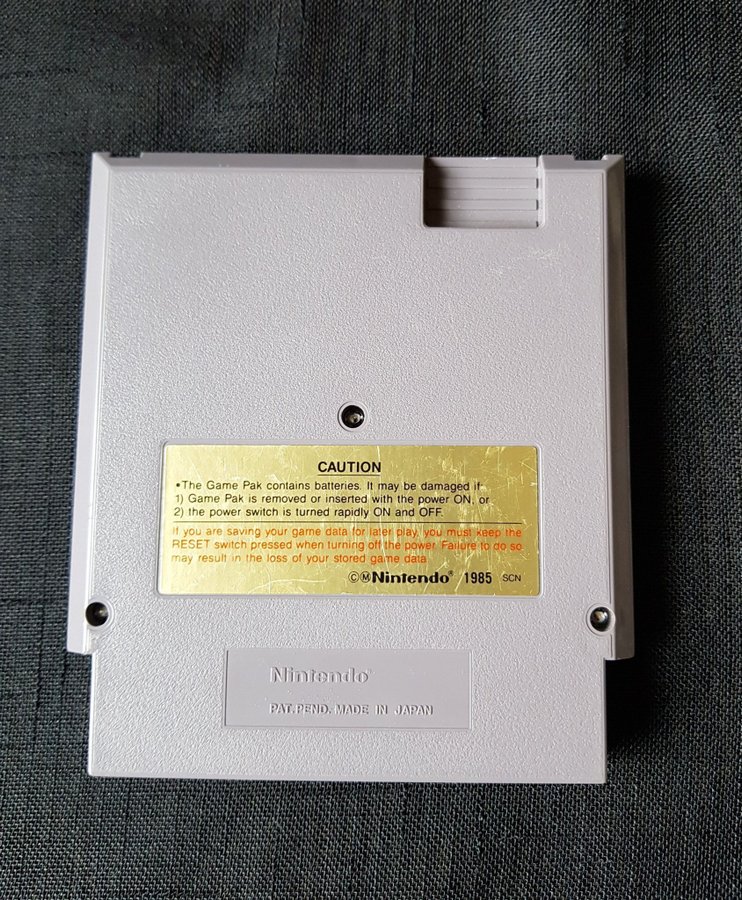 CAUTION
•The Game Pak contains batteries. It may be damaged if:
1) Game Pak is removed or inserted with the power ON, or
2) the power switch is turned rapidly ON and OFF.
If you are saving your game data for later play, you must keep the
RESET switch pressed when turning off the power. Failure to do so
may result in the loss of your stored game data.
©Ⓜ Nintendo® 1985 SCN
Nintendo®
PAT. PEND. MADE IN JAPAN